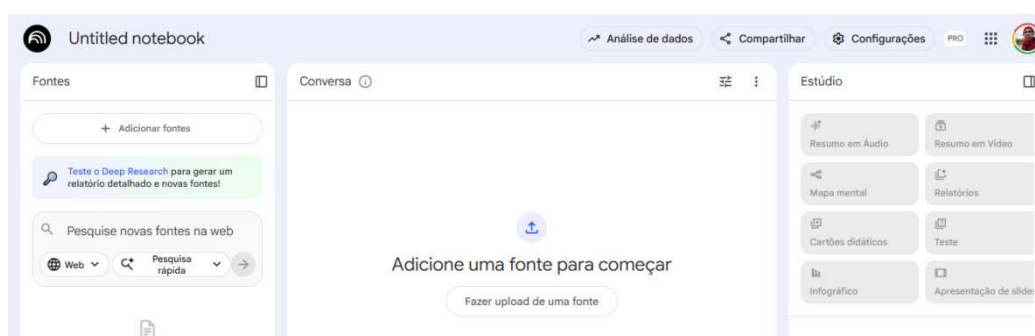 Untitled notebook
Análise de dados
Compartilhar
Configurações
PRO
Fontes
+ Adicionar fontes
Teste o Deep Research para gerar um
relatório detalhado e novas fontes!
Pesquise novas fontes na web
Web
Pesquisa
rápida
Conversa
Adicione uma fonte para começar
Fazer upload de uma fonte
Estúdio
Resumo em Áudio
Resumo em Vídeo
Mapa mental
Relatórios
Cartões didáticos
Teste
Infográfico
Apresentação de slides